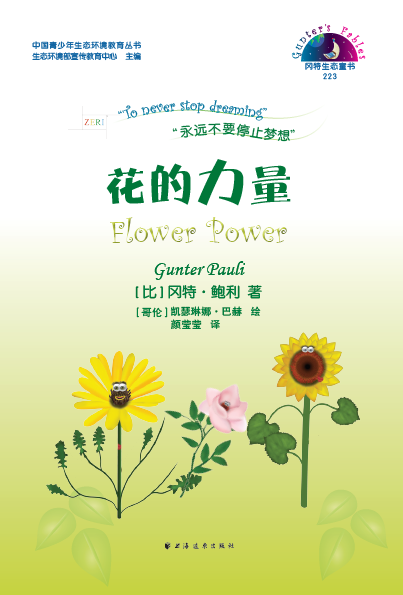 中国青少年生态环境教育丛书
生态环境部宣传教育中心 主编
Gunter's Fables
冈特生态童书
223
ZERI
"To never stop dreaming"
"永远不要停止梦想"
花的力量
Flower Power
Gunter Pauli
[比] 冈特·鲍利 著
[哥伦] 凯瑟琳娜·巴赫 绘
颜莹莹 译
上海远东出版社